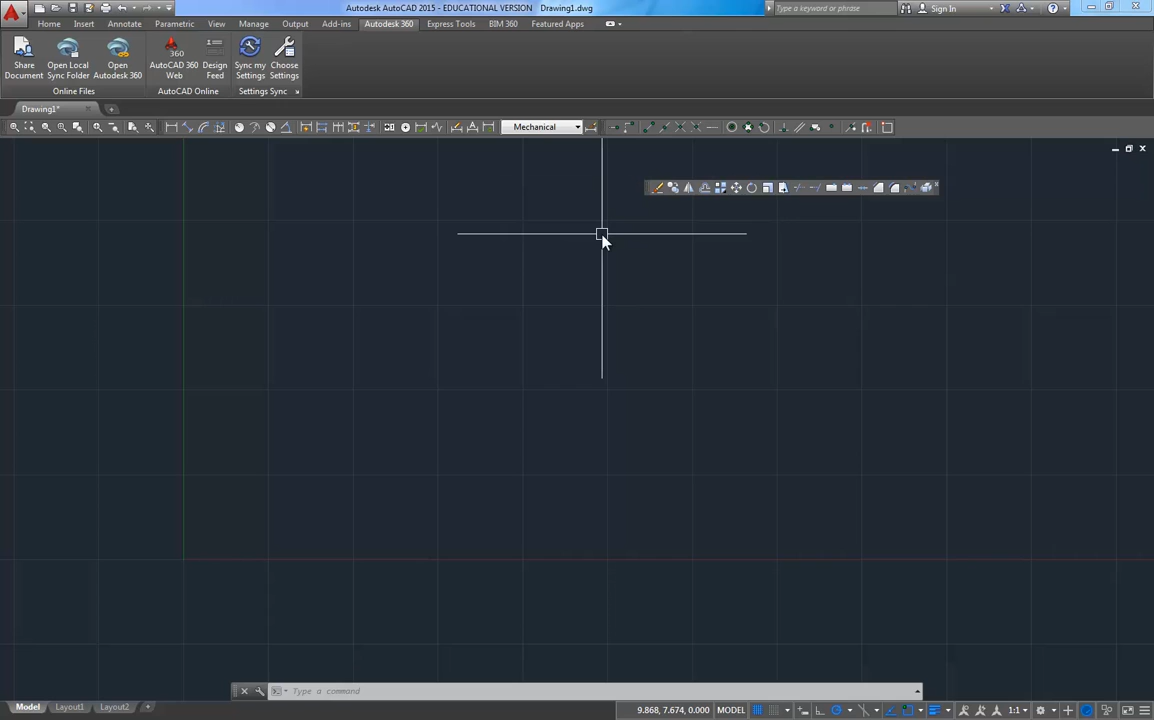 Autodesk AutoCAD 2015 - EDUCATIONAL VERSION Drawing1.dwg
Type a keyword or phrase
Sign In
Home Insert Annotate Parametric View Manage Output Add-ins Autodesk 360 Express Tools BIM 360 Featured Apps
360
Share Document
Open Local Sync Folder
Open Autodesk 360
AutoCAD 360 Web
Design Feed
Sync my Settings
Choose Settings
Online Files AutoCAD Online Settings Sync
Drawing1*
Mechanical
Type a command
Model Layout1 Layout2
9.868, 7.674, 0.000 MODEL 1:1